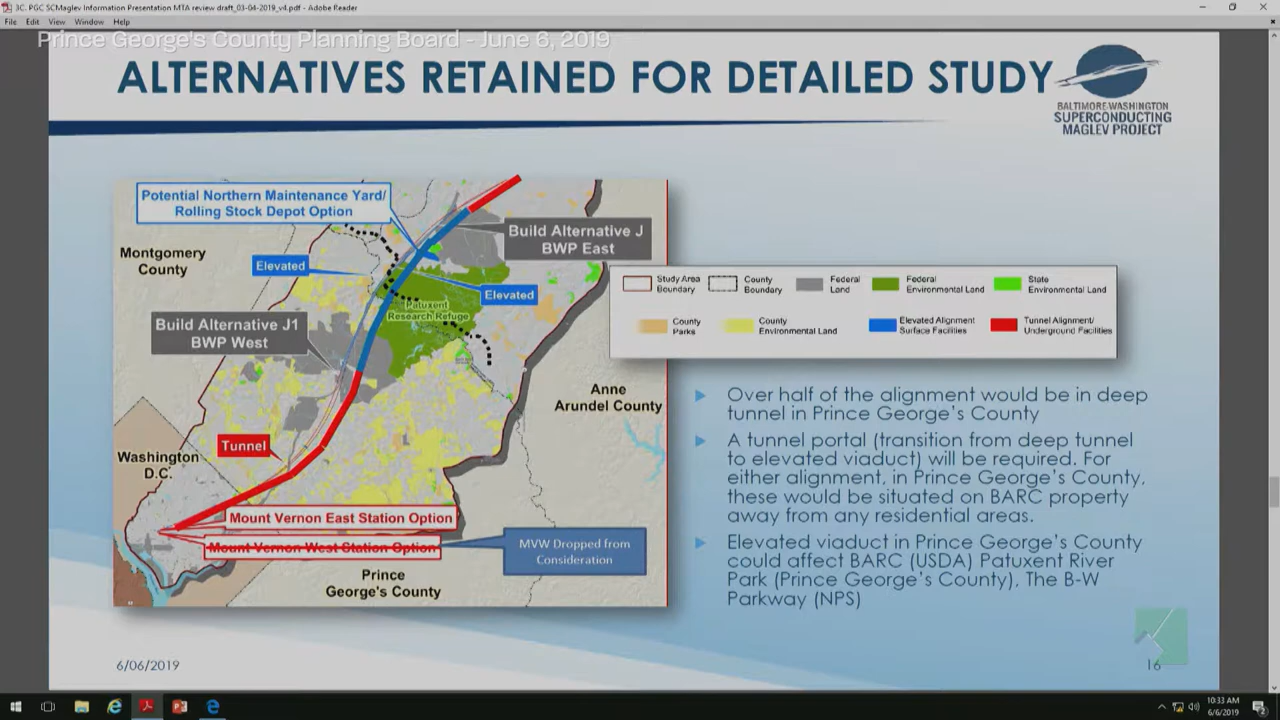 3C. PGC SCMaglev Information Presentation MTA review draft_03-04-2019_v4.pdf - Adobe Reader
File Edit View Window Help
Prince George's County Planning Board - June 6, 2019
ALTERNATIVES RETAINED FOR DETAILED STUDY
BALTIMORE-WASHINGTON
SUPERCONDUCTING
MAGLEV PROJECT
Potential Northern Maintenance Yard/
Rolling Stock Depot Option
Build Alternative J
BWP East
Montgomery
County
Elevated
Elevated
Patuxent
Research Refuge
Build Alternative J1
BWP West
Anne
Arundel County
Tunnel
Washington
D.C.
Mount Vernon East Station Option
Mount Vernon West Station Option
MVW Dropped from
Consideration
Prince
George's County
Study Area
Boundary
County
Boundary
Federal
Land
Federal
Environmental Land
State
Environmental Land
County
Parks
County
Environmental Land
Elevated Alignment
Surface Facilities
Tunnel Alignment/
Underground Facilities
Over half of the alignment would be in deep
tunnel in Prince George's County
A tunnel portal (transition from deep tunnel
to elevated viaduct) will be required. For
either alignment, in Prince George's County,
these would be situated on BARC property
away from any residential areas.
Elevated viaduct in Prince George's County
could affect BARC (USDA) Patuxent River
Park (Prince George's County), The B-W
Parkway (NPS)
6/06/2019
16
10:33 AM
6/6/2019
2